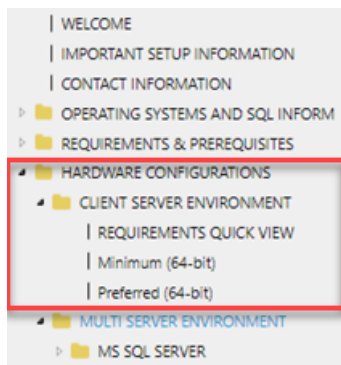 WELCOME
IMPORTANT SETUP INFORMATION
CONTACT INFORMATION
OPERATING SYSTEMS AND SQL INFORM
REQUIREMENTS & PREREQUISITES
HARDWARE CONFIGURATIONS
CLIENT SERVER ENVIRONMENT
REQUIREMENTS QUICK VIEW
Minimum (64-bit)
Preferred (64-bit)
MULTI SERVER ENVIRONMENT
MS SQL SERVER